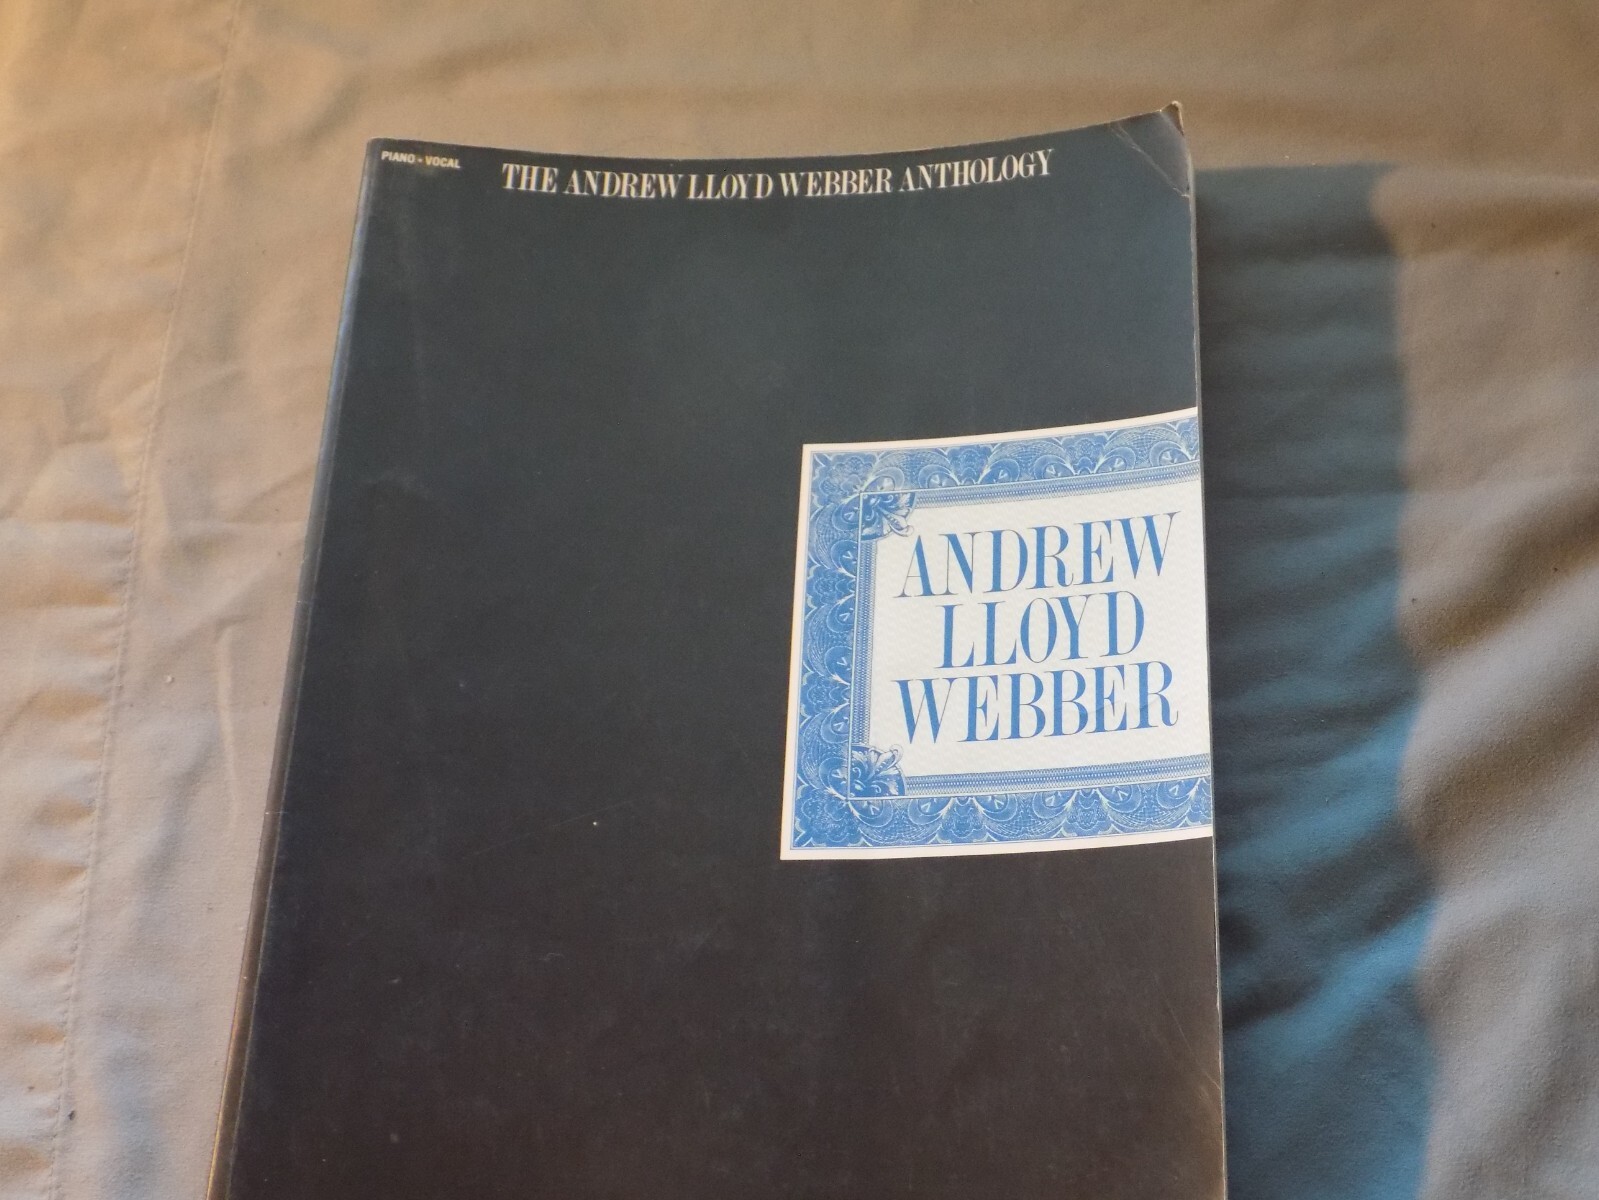 PIANO • VOCAL
THE ANDREW LLOYD WEBBER ANTHOLOGY
ANDREW
LLOYD
WEBBER